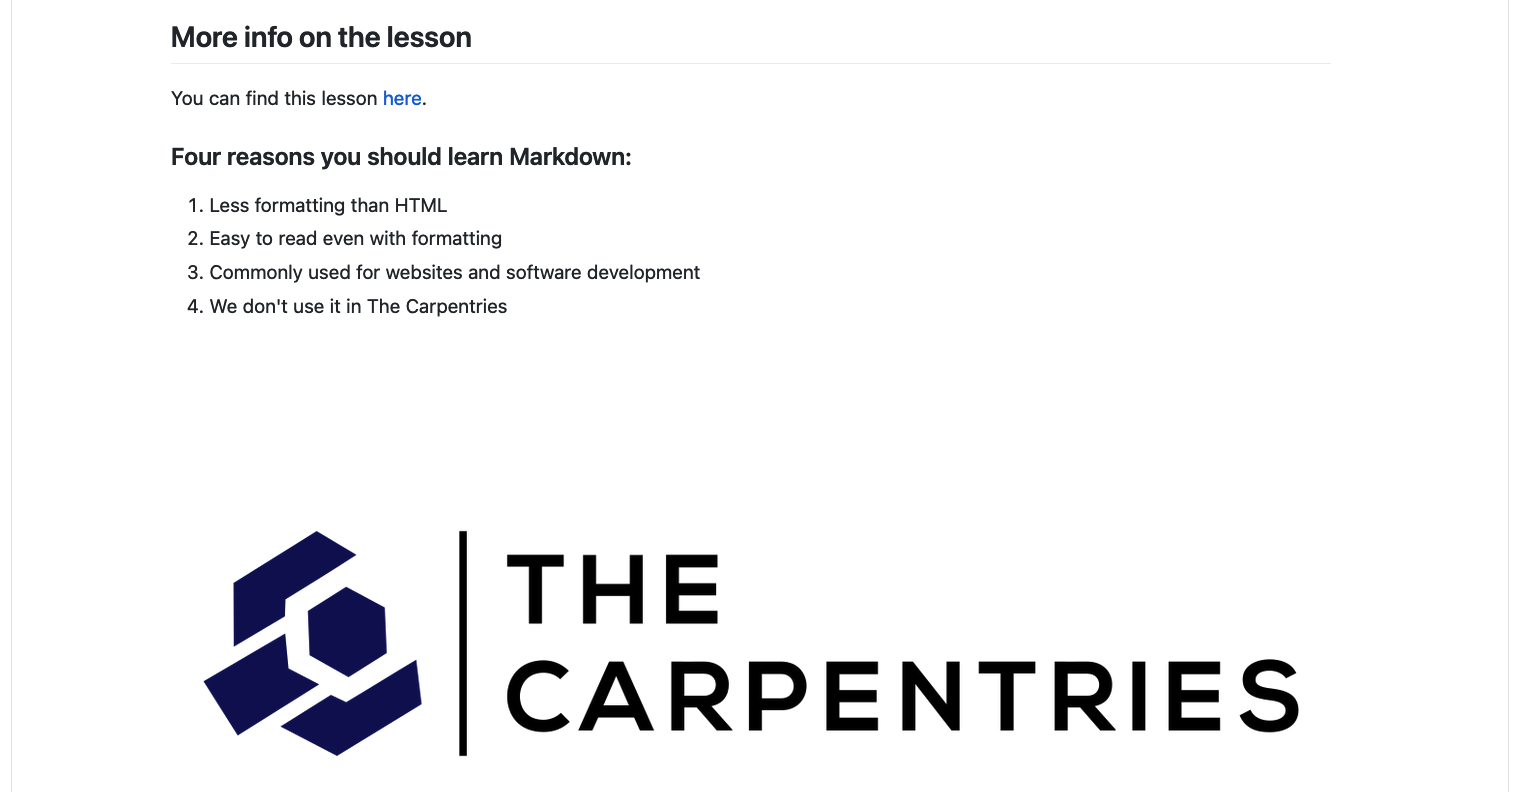 More info on the lesson
You can find this lesson here.
Four reasons you should learn Markdown:
1. Less formatting than HTML
2. Easy to read even with formatting
3. Commonly used for websites and software development
4. We don't use it in The Carpentries
THE
CARPENTRIES